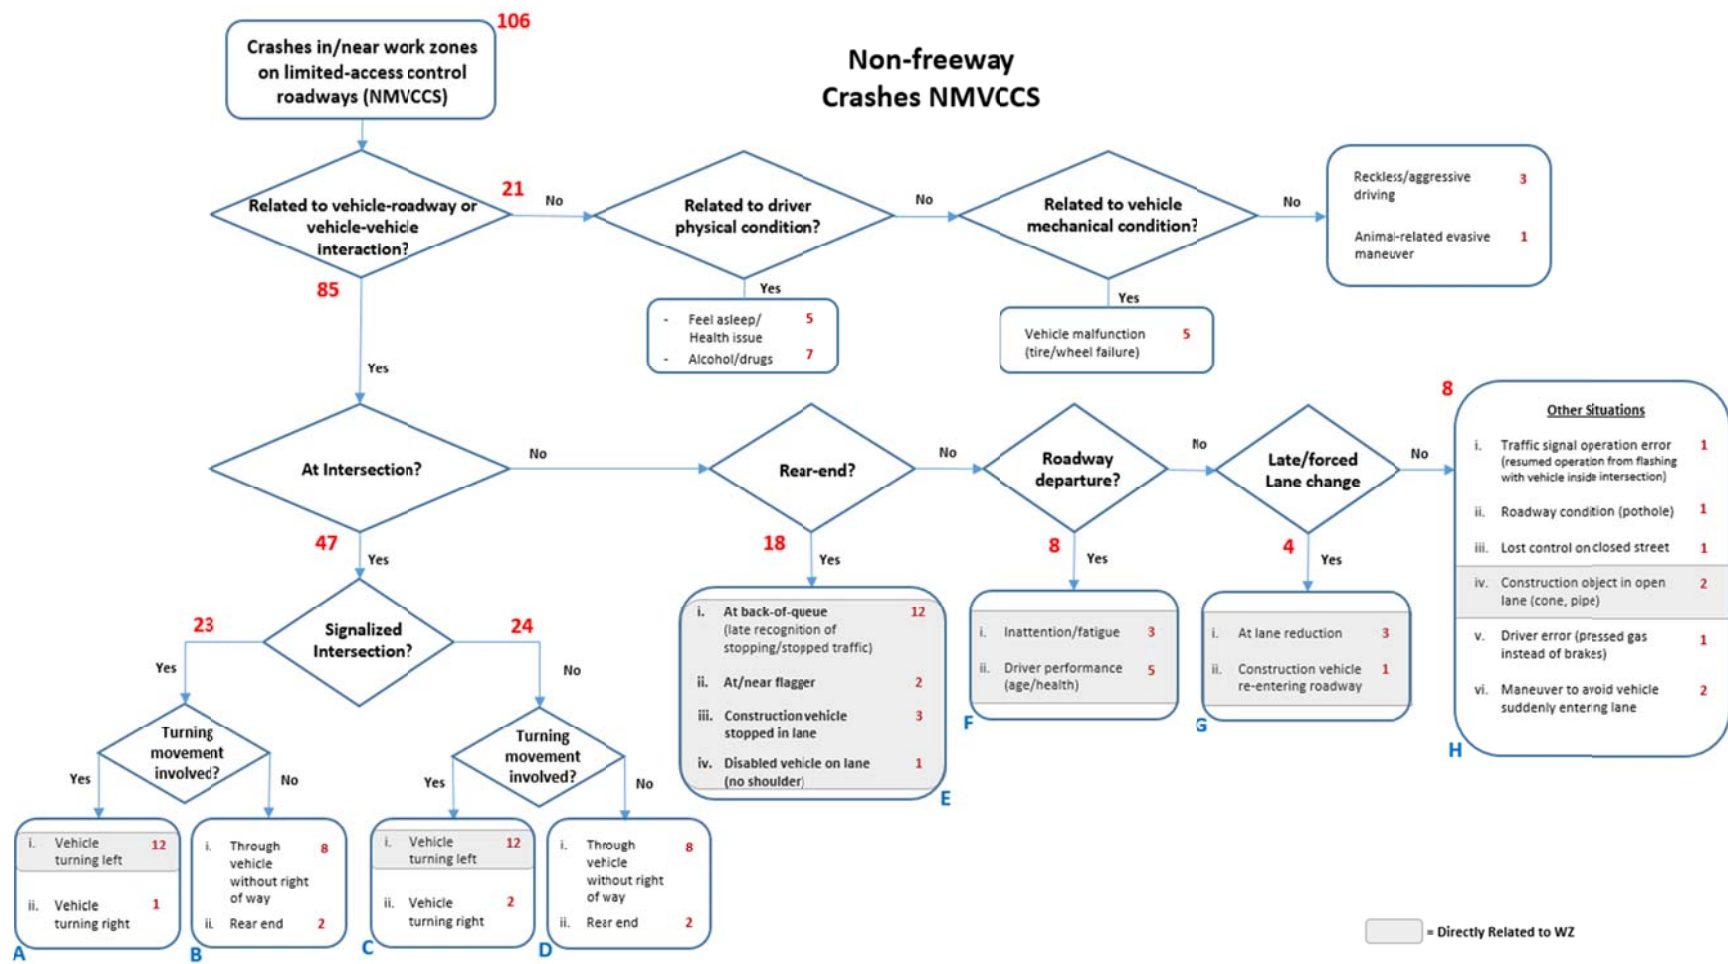 106
Crashes in/near work zones
on limited-access control
roadways (NMVCCS)
Non-freeway
Crashes NMVCCS
Related to vehicle-roadway or
vehicle-vehicle
interaction?
21
No
Related to driver
physical condition?
No
Related to vehicle
mechanical condition?
No
Reckless/aggressive 3
driving
Animal-related evasive 1
maneuver
85
Yes
Yes
- Feel asleep/ 5
Health issue
- Alcohol/drugs 7
Yes
Vehicle malfunction 5
(tire/wheel failure)
At Intersection?
No
Rear-end?
No
Roadway
departure?
No
Late/forced
Lane change
No
8
Other Situations
i. Traffic signal operation error 1
(resumed operation from flashing
with vehicle inside intersection)
ii. Roadway condition (pothole) 1
iii. Lost control on closed street 1
iv. Construction object in open 2
lane (cone, pipe)
v. Driver error (pressed gas 1
instead of brakes)
vi. Maneuver to avoid vehicle 2
suddenly entering lane
H
47
Yes
18
Yes
8
Yes
4
Yes
i. At back-of-queue 12
(late recognition of
stopping/stopped traffic)
ii. At/near flagger 2
iii. Construction vehicle 3
stopped in lane
iv. Disabled vehicle on lane 1
(no shoulder)
E
i. Inattention/fatigue 3
ii. Driver performance 5
(age/health)
F
i. At lane reduction 3
ii. Construction vehicle 1
re-entering roadway
G
Signalized
Intersection?
23
Yes
24
No
Turning
movement
involved?
Yes
No
Turning
movement
involved?
Yes
No
i. Vehicle 12
turning left
ii. Vehicle 1
turning right
A
i. Through 8
vehicle
without right
of way
ii. Rear end 2
B
i. Vehicle 12
turning left
ii. Vehicle 2
turning right
C
i. Through 8
vehicle
without right
of way
ii. Rear end 2
D
= Directly Related to WZ